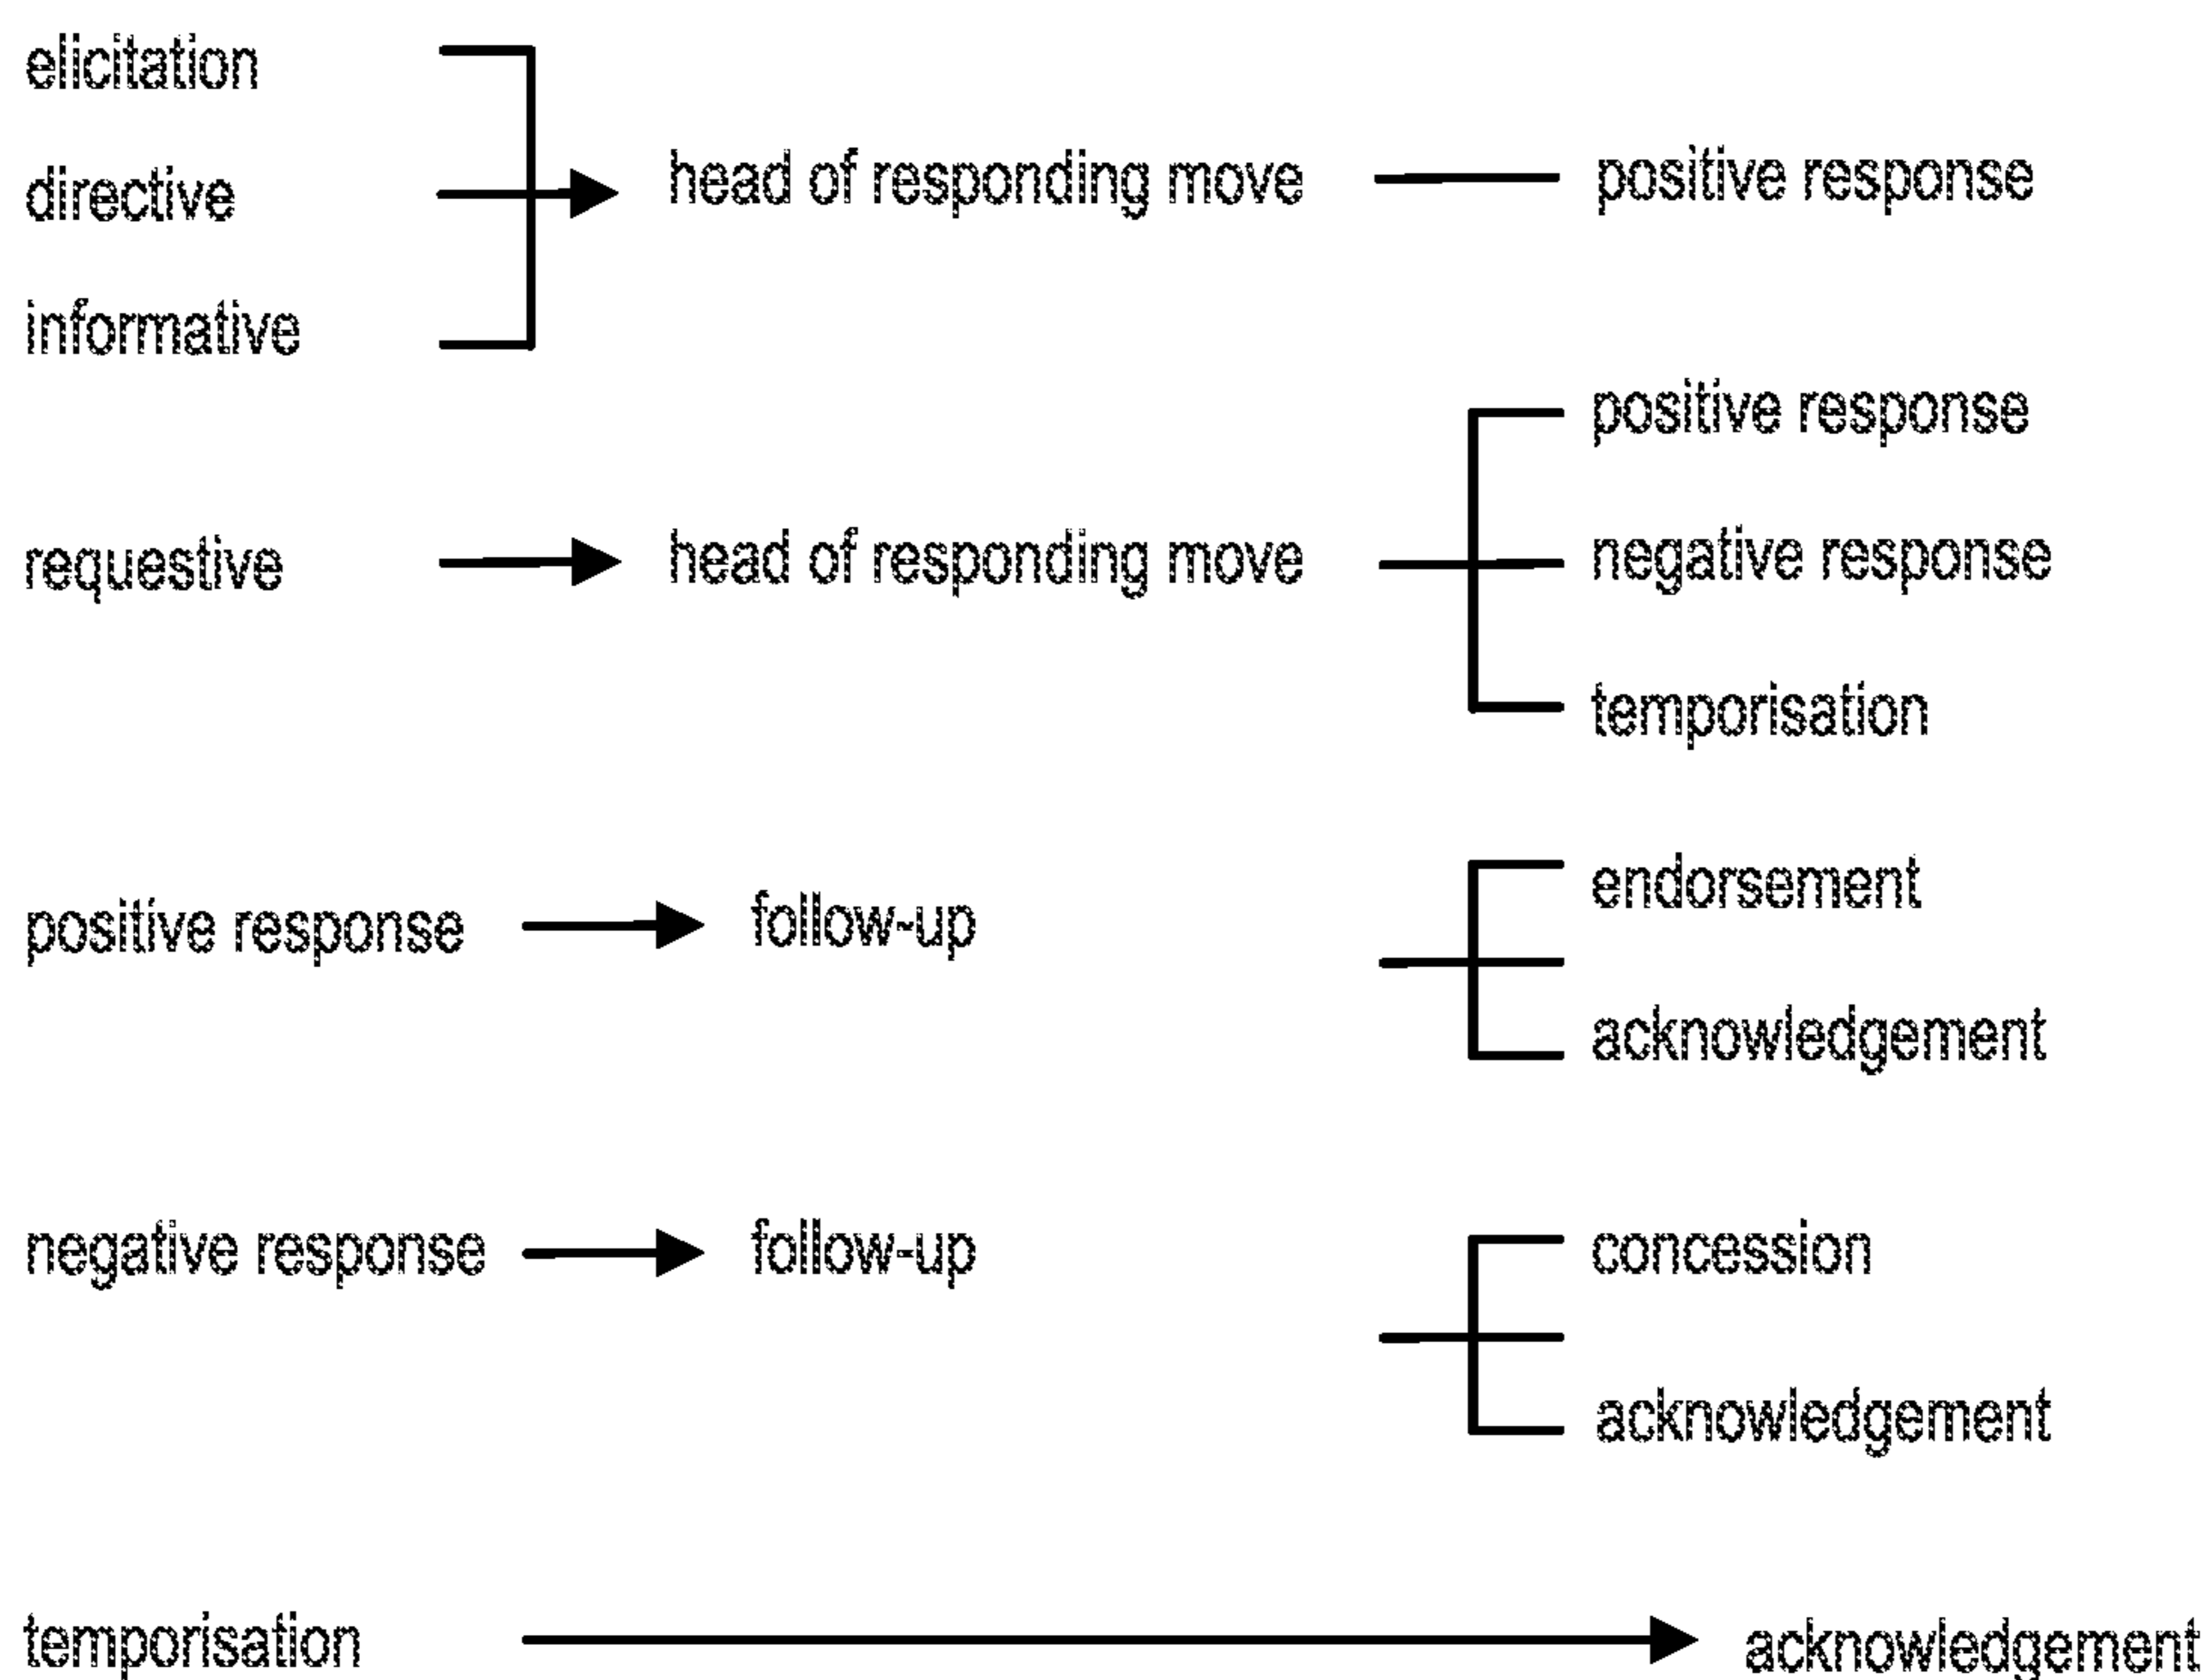 elicitation
directive head of responding move positive response
informative
positive response
requestive head of responding move negative response
temporisation
endorsement
positive response follow-up
acknowledgement
negative response follow-up concession
acknowledgement
temporisation acknowledgement